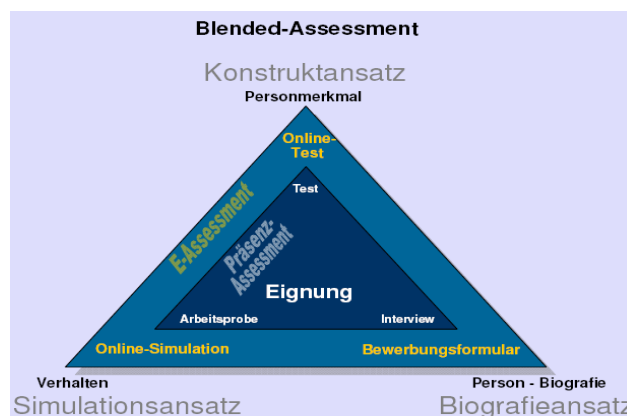 Blended-Assessment
Konstruktansatz
Personmerkmal
Online-
Test
Test
E-Assessment
Präsenz-
Assessment
Eignung
Arbeitsprobe Interview
Online-Simulation Bewerbungsformular
Verhalten Person - Biografie
Simulationsansatz Biografieansatz